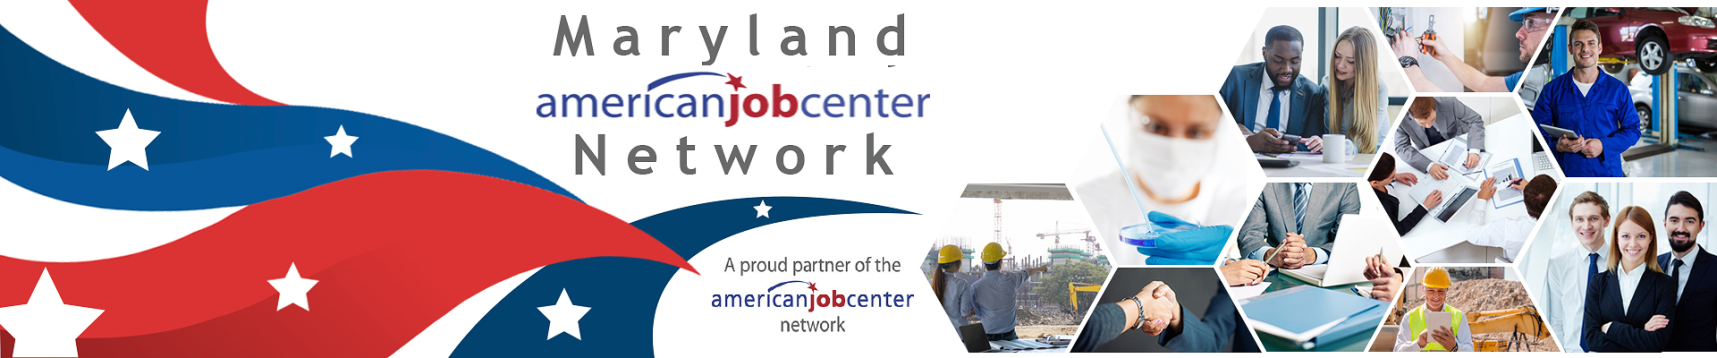 Maryland
americanjobcenter
Network
A proud partner of the
americanjobcenter
network